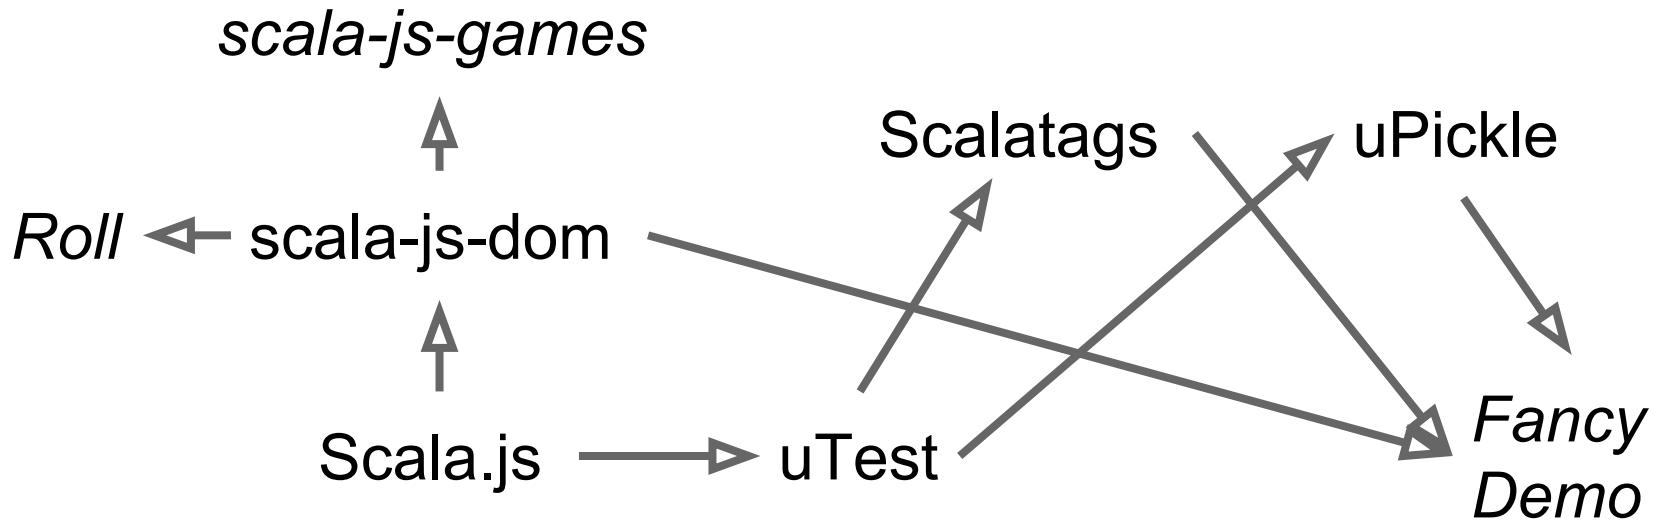 scala-js-games
Scalatags
uPickle
Roll
scala-js-dom
Scala.js
uTest
Fancy
Demo